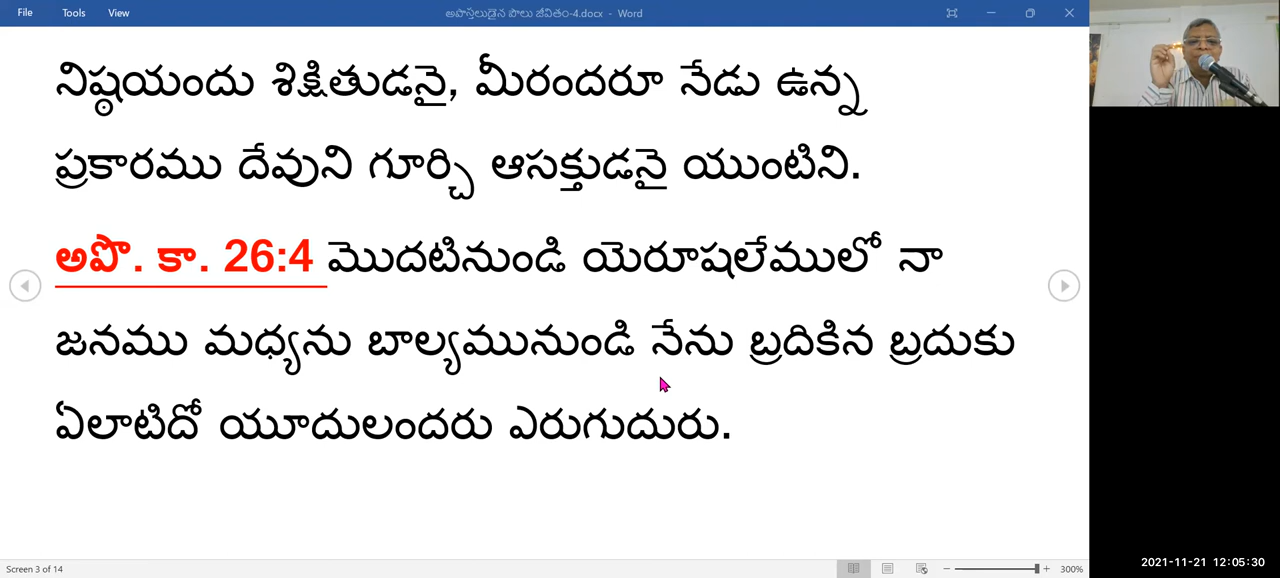 File Tools View అపొస్తలుడైన పౌలు జీవితం-4.docx - Word
నిష్ఠయందు శిక్షితుడనై, మీరందరూ నేడు ఉన్న
ప్రకారము దేవుని గూర్చి ఆసక్తుడనై యుంటిని.
అపొ. కా. 26:4 మొదటినుండి యెరూషలేములో నా
జనము మధ్యను బాల్యమునుండి నేను బ్రదికిన బ్రదుకు
ఏలాటిదో యూదులందరు ఎరుగుదురు.
2021-11-21 12:05:30
Screen 3 of 14 300%